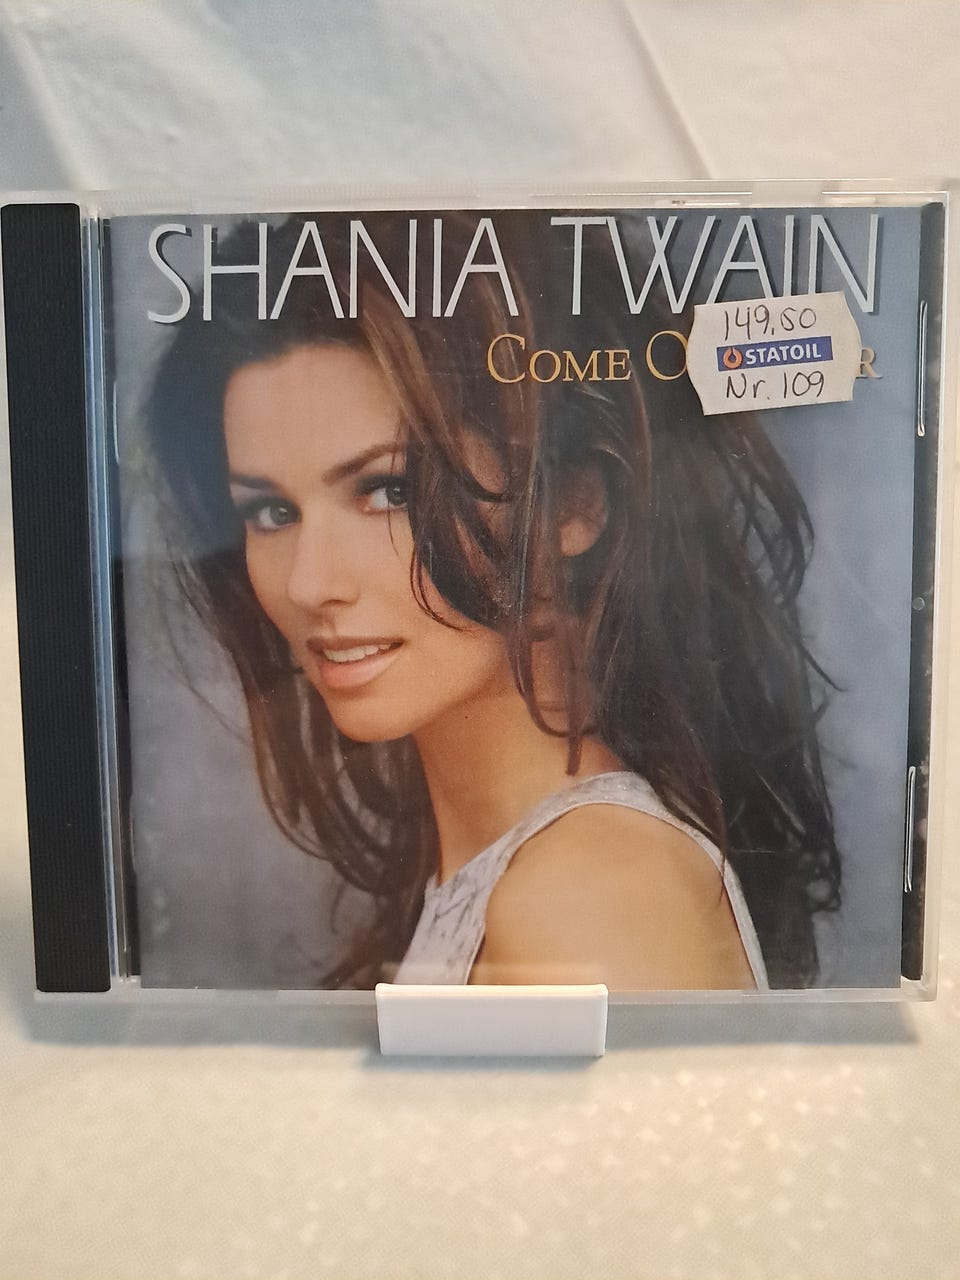 SHANIA TWAIN
COME O R
149,50
STATOIL
Nr. 109